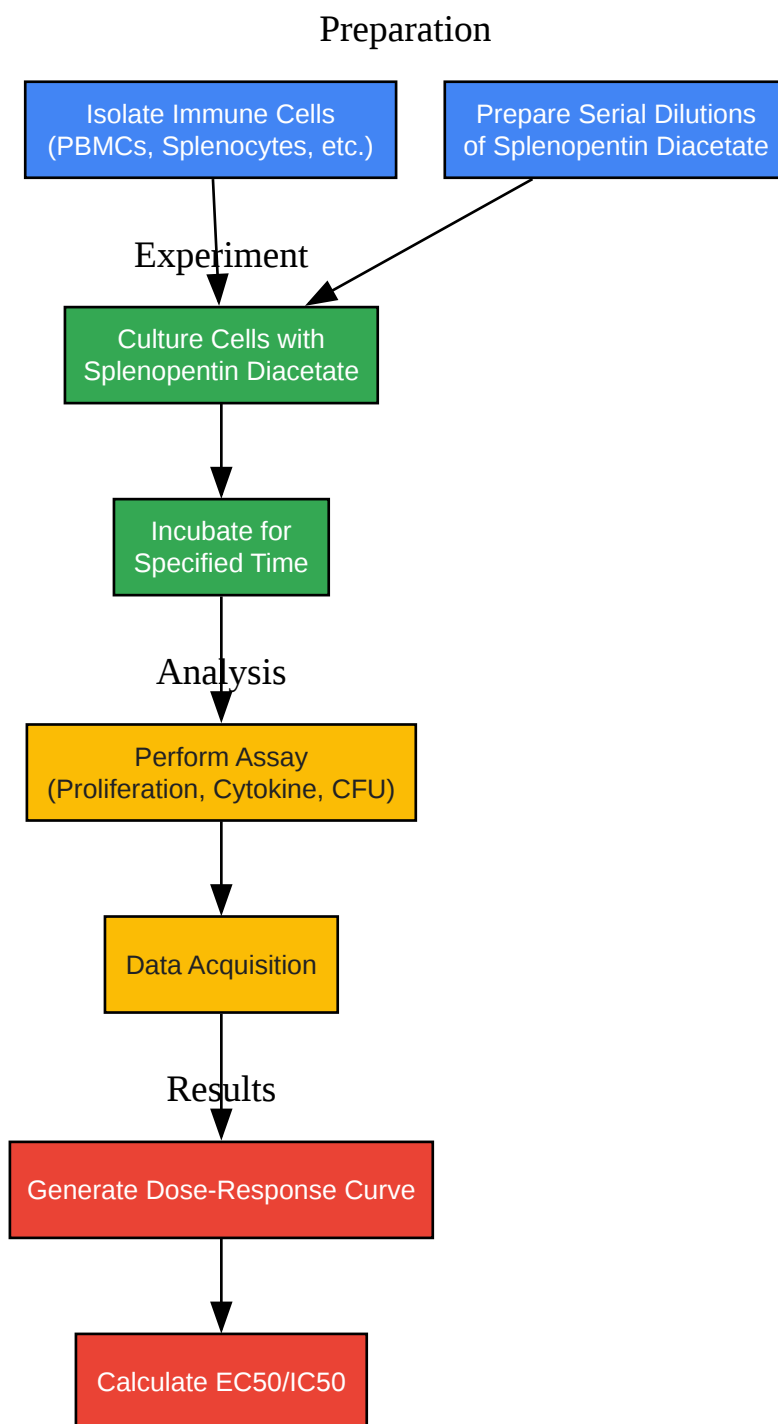 Preparation
Isolate Immune Cells
(PBMCs, Splenocytes, etc.)
Prepare Serial Dilutions
of Splenopentin Diacetate
Experiment
Culture Cells with
Splenopentin Diacetate
Incubate for
Specified Time
Analysis
Perform Assay
(Proliferation, Cytokine, CFU)
Data Acquisition
Results
Generate Dose-Response Curve
Calculate EC50/IC50